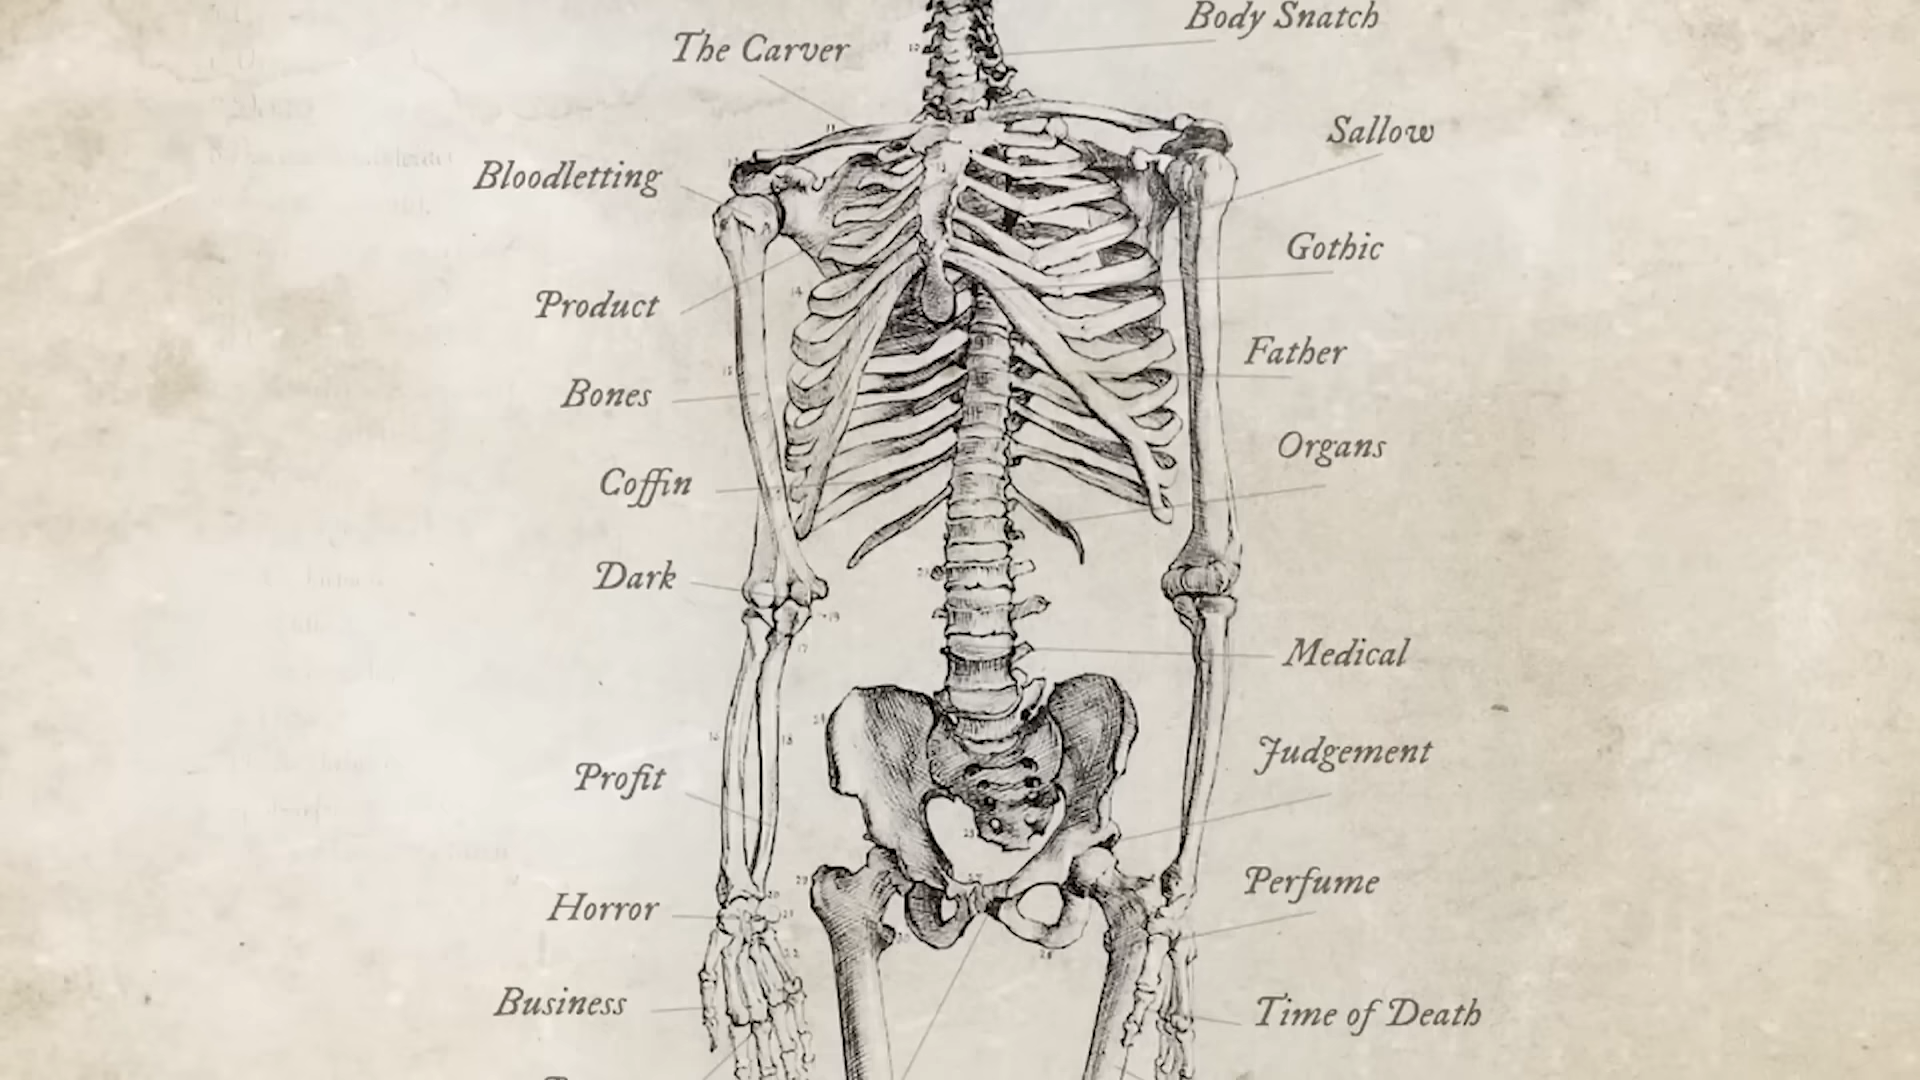 Body Snatch
The Carver
Sallow
Bloodletting
Gothic
Product
Father
Bones
Organs
Coffin
Dark
Medical
Judgement
Profit
Perfume
Horror
Business
Time of Death